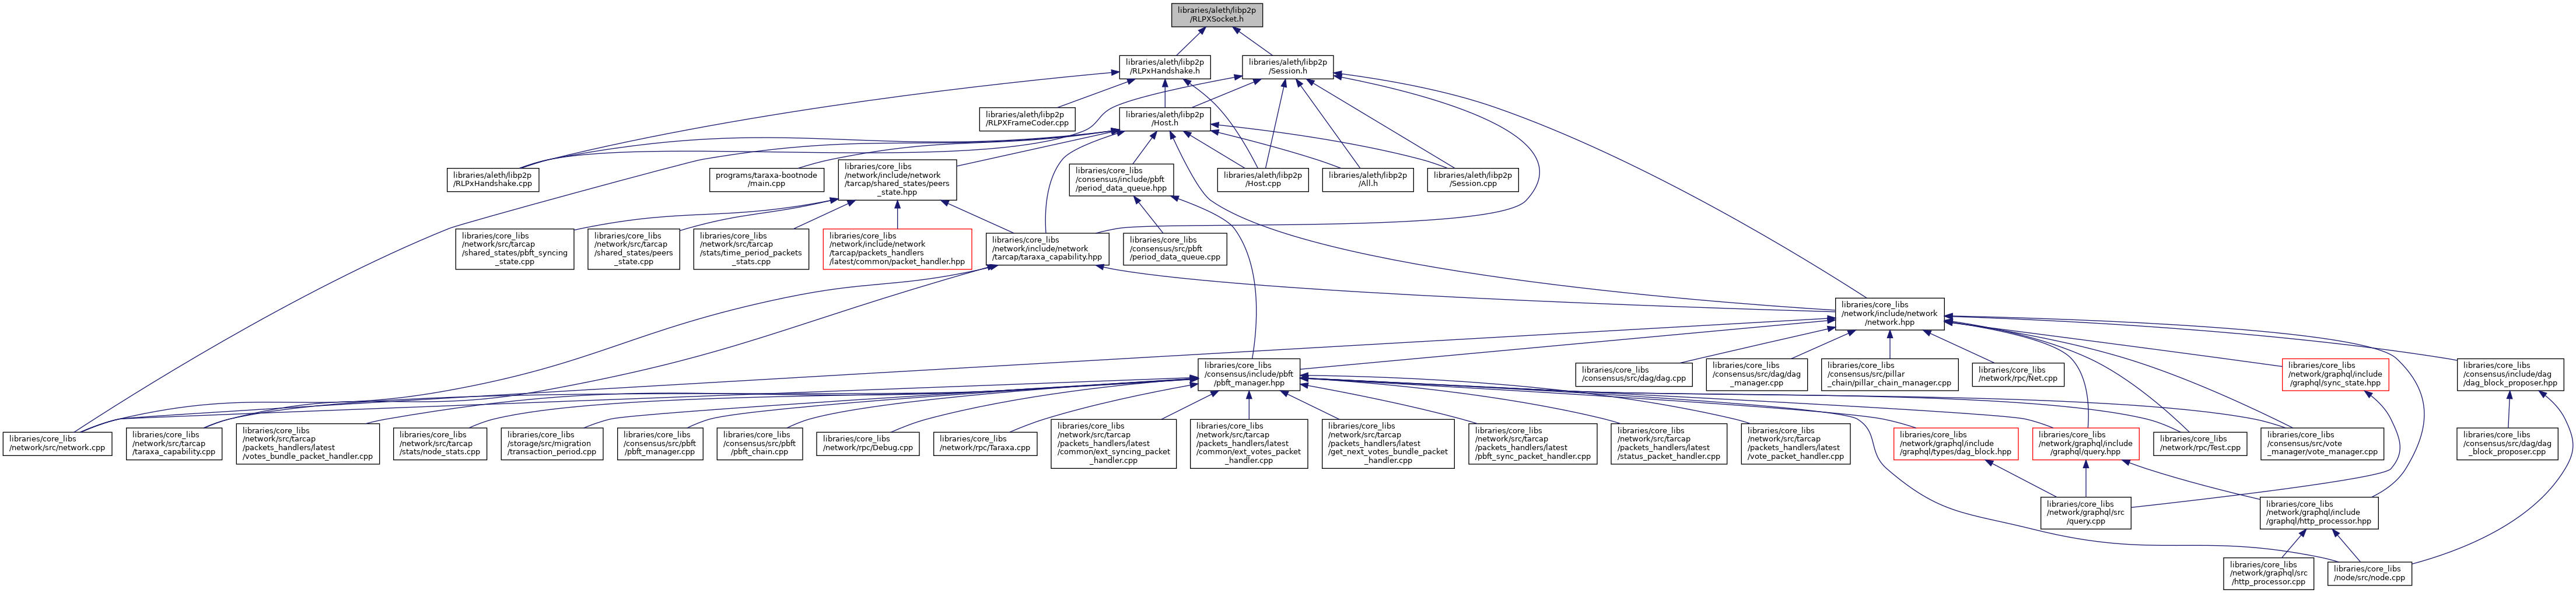 libraries/aleth/libp2p
/RLPXSocket.h
libraries/aleth/libp2p
/RLPxHandshake.h
libraries/aleth/libp2p
/Session.h
libraries/aleth/libp2p
/RLPXFrameCoder.cpp
libraries/aleth/libp2p
/Host.h
libraries/aleth/libp2p
/RLPxHandshake.cpp
programs/taraxa-bootnode
/main.cpp
libraries/core_libs
/network/include/network
/tarcap/shared_states/peers
_state.hpp
libraries/core_libs
/consensus/include/pbft
/period_data_queue.hpp
libraries/aleth/libp2p
/Host.cpp
libraries/aleth/libp2p
/All.h
libraries/aleth/libp2p
/Session.cpp
libraries/core_libs
/network/src/tarcap
/shared_states/pbft_syncing
_state.cpp
libraries/core_libs
/network/src/tarcap
/shared_states/peers
_state.cpp
libraries/core_libs
/network/src/tarcap
/stats/time_period_packets
_stats.cpp
libraries/core_libs
/network/include/network
/tarcap/packets_handlers
/latest/common/packet_handler.hpp
libraries/core_libs
/network/include/network
/tarcap/taraxa_capability.hpp
libraries/core_libs
/consensus/src/pbft
/period_data_queue.cpp
libraries/core_libs
/network/include/network
/network.hpp
libraries/core_libs
/consensus/include/pbft
/pbft_manager.hpp
libraries/core_libs
/consensus/src/dag/dag.cpp
libraries/core_libs
/consensus/src/dag/dag
_manager.cpp
libraries/core_libs
/consensus/src/pillar
_chain/pillar_chain_manager.cpp
libraries/core_libs
/network/rpc/Net.cpp
libraries/core_libs
/network/graphql/include
/graphql/sync_state.hpp
libraries/core_libs
/consensus/include/dag
/dag_block_proposer.hpp
libraries/core_libs
/network/src/network.cpp
libraries/core_libs
/network/src/tarcap
/taraxa_capability.cpp
libraries/core_libs
/network/src/tarcap
/packets_handlers/latest
/votes_bundle_packet_handler.cpp
libraries/core_libs
/network/src/tarcap
/stats/node_stats.cpp
libraries/core_libs
/storage/src/migration
/transaction_period.cpp
libraries/core_libs
/consensus/src/pbft
/pbft_manager.cpp
libraries/core_libs
/consensus/src/pbft
/pbft_chain.cpp
libraries/core_libs
/network/rpc/Debug.cpp
libraries/core_libs
/network/rpc/Taraxa.cpp
libraries/core_libs
/network/src/tarcap
/packets_handlers/latest
/common/ext_syncing_packet
_handler.cpp
libraries/core_libs
/network/src/tarcap
/packets_handlers/latest
/common/ext_votes_packet
_handler.cpp
libraries/core_libs
/network/src/tarcap
/packets_handlers/latest
/get_next_votes_bundle_packet
_handler.cpp
libraries/core_libs
/network/src/tarcap
/packets_handlers/latest
/pbft_sync_packet_handler.cpp
libraries/core_libs
/network/src/tarcap
/packets_handlers/latest
/status_packet_handler.cpp
libraries/core_libs
/network/src/tarcap
/packets_handlers/latest
/vote_packet_handler.cpp
libraries/core_libs
/network/graphql/include
/graphql/types/dag_block.hpp
libraries/core_libs
/network/graphql/include
/graphql/query.hpp
libraries/core_libs
/network/rpc/Test.cpp
libraries/core_libs
/consensus/src/vote
_manager/vote_manager.cpp
libraries/core_libs
/consensus/src/dag/dag
_block_proposer.cpp
libraries/core_libs
/network/graphql/src
/query.cpp
libraries/core_libs
/network/graphql/include
/graphql/http_processor.hpp
libraries/core_libs
/network/graphql/src
/http_processor.cpp
libraries/core_libs
/node/src/node.cpp